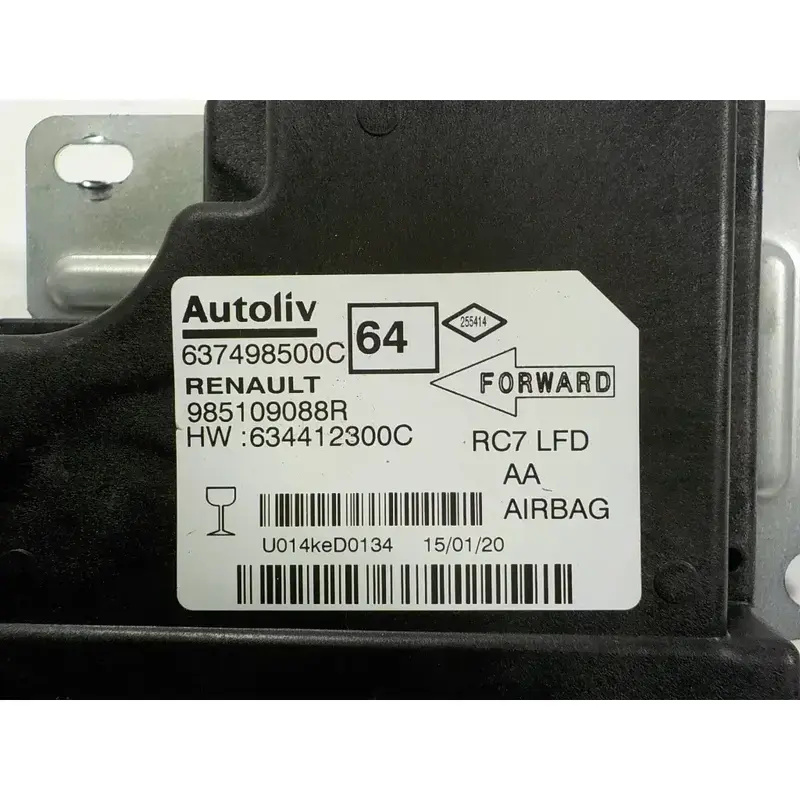 Autoliv
64
255414
637498500C
RENAULT
FORWARD
985109088R
HW :634412300C
RC7 LFD
AA
AIRBAG
U014keD0134 15/01/20